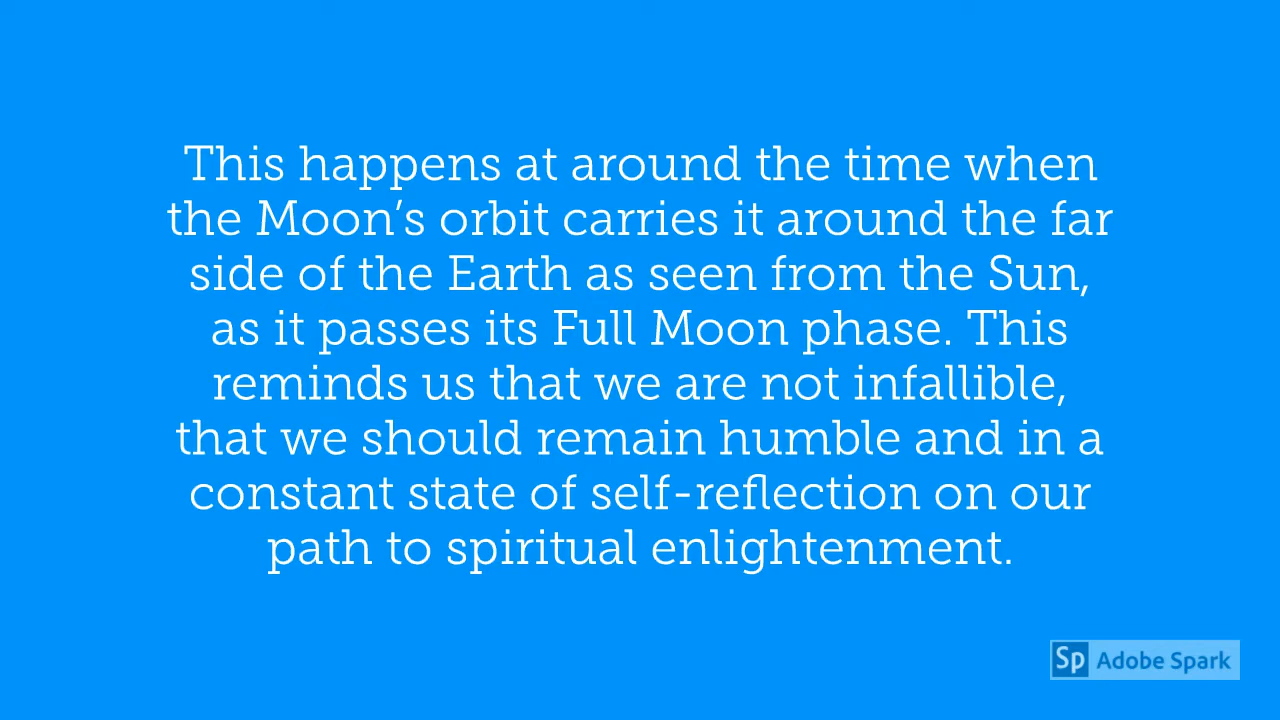 This happens at around the time when
the Moon’s orbit carries it around the far
side of the Earth as seen from the Sun,
as it passes its Full Moon phase. This
reminds us that we are not infallible,
that we should remain humble and in a
constant state of self-reflection on our
path to spiritual enlightenment.
Sp Adobe Spark